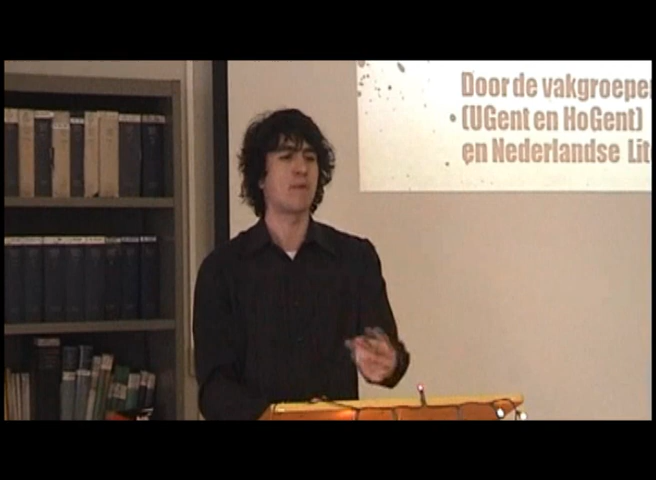 Door de vakgroepe
(UGent en HoGent)
en Nederlandse Lit